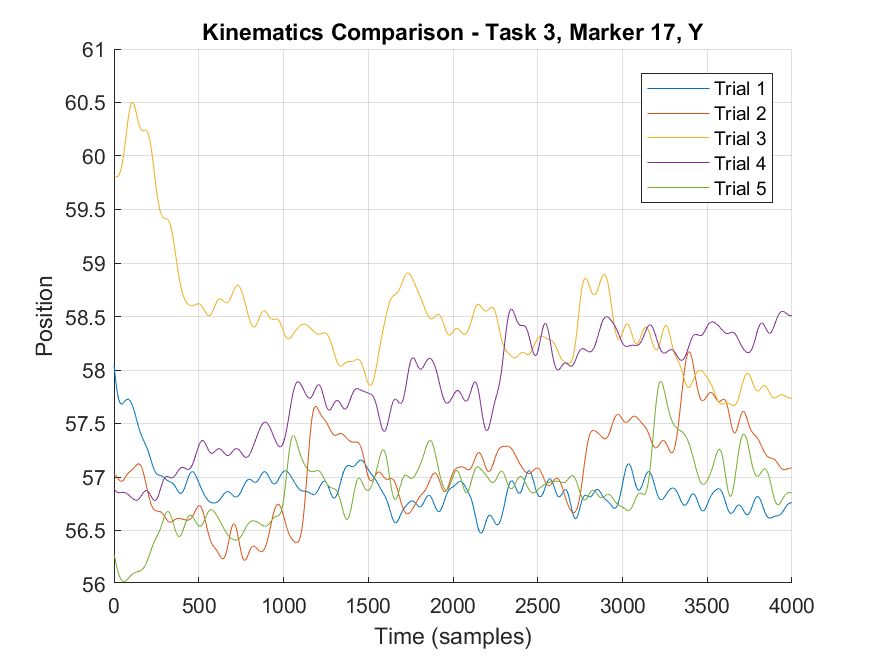 Kinematics Comparison - Task 3, Marker 17, Y
61
60.5
60
59.5
59
58.5
58
57.5
57
56.5
56
Position
Trial 1
Trial 2
Trial 3
Trial 4
Trial 5
0 500 1000 1500 2000 2500 3000 3500 4000
Time (samples)